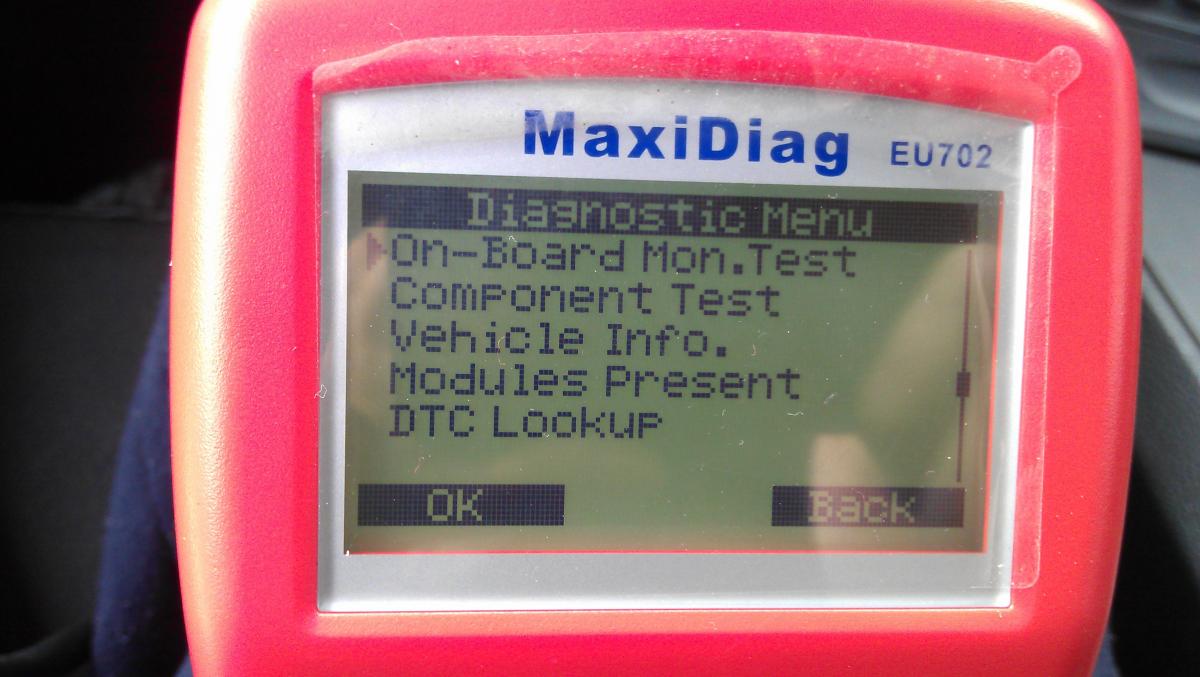 MaxiDiag EU702
Diagnostic Menu
On-Board Mon.Test
Component Test
Vehicle Info.
Modules Present
DTC Lookup
OK Back